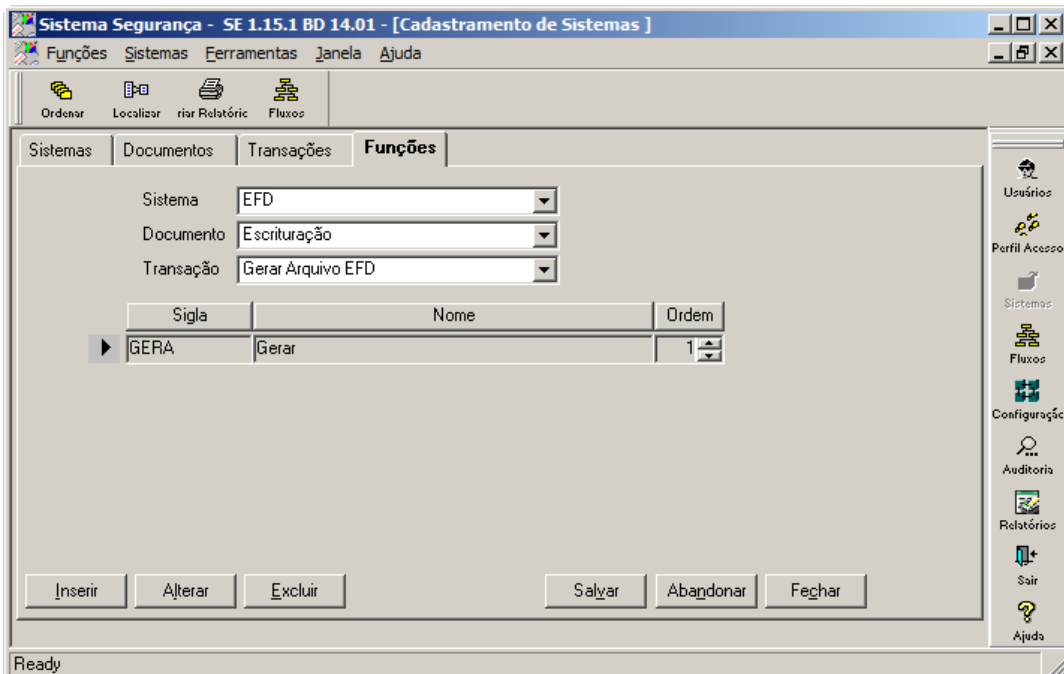 Sistema Segurança - SE 1.15.1 BD 14.01 - [Cadastramento de Sistemas ]
Funções Sistemas Ferramentas Janela Ajuda
Ordenar Localizar riar Relatóric Fluxos
Sistemas Documentos Transações Funções
Sistema EFD
Documento Escrituração
Transação Gerar Arquivo EFD
Sigla Nome Ordem
GERA Gerar 1
Inserir Alterar Excluir Salvar Abandonar Fechar
Usuários
Perfil Acesso
Sistemas
Fluxos
Configuraçãc
Auditoria
Relatórios
Sair
Ajuda
Ready